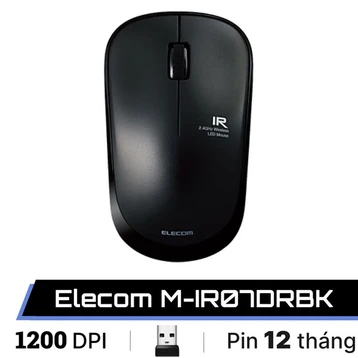 IR
2.4GHz Wireless
LED Mouse
ELECOM
Elecom M-IR07DRBK
1200 DPI
Pin 12 tháng